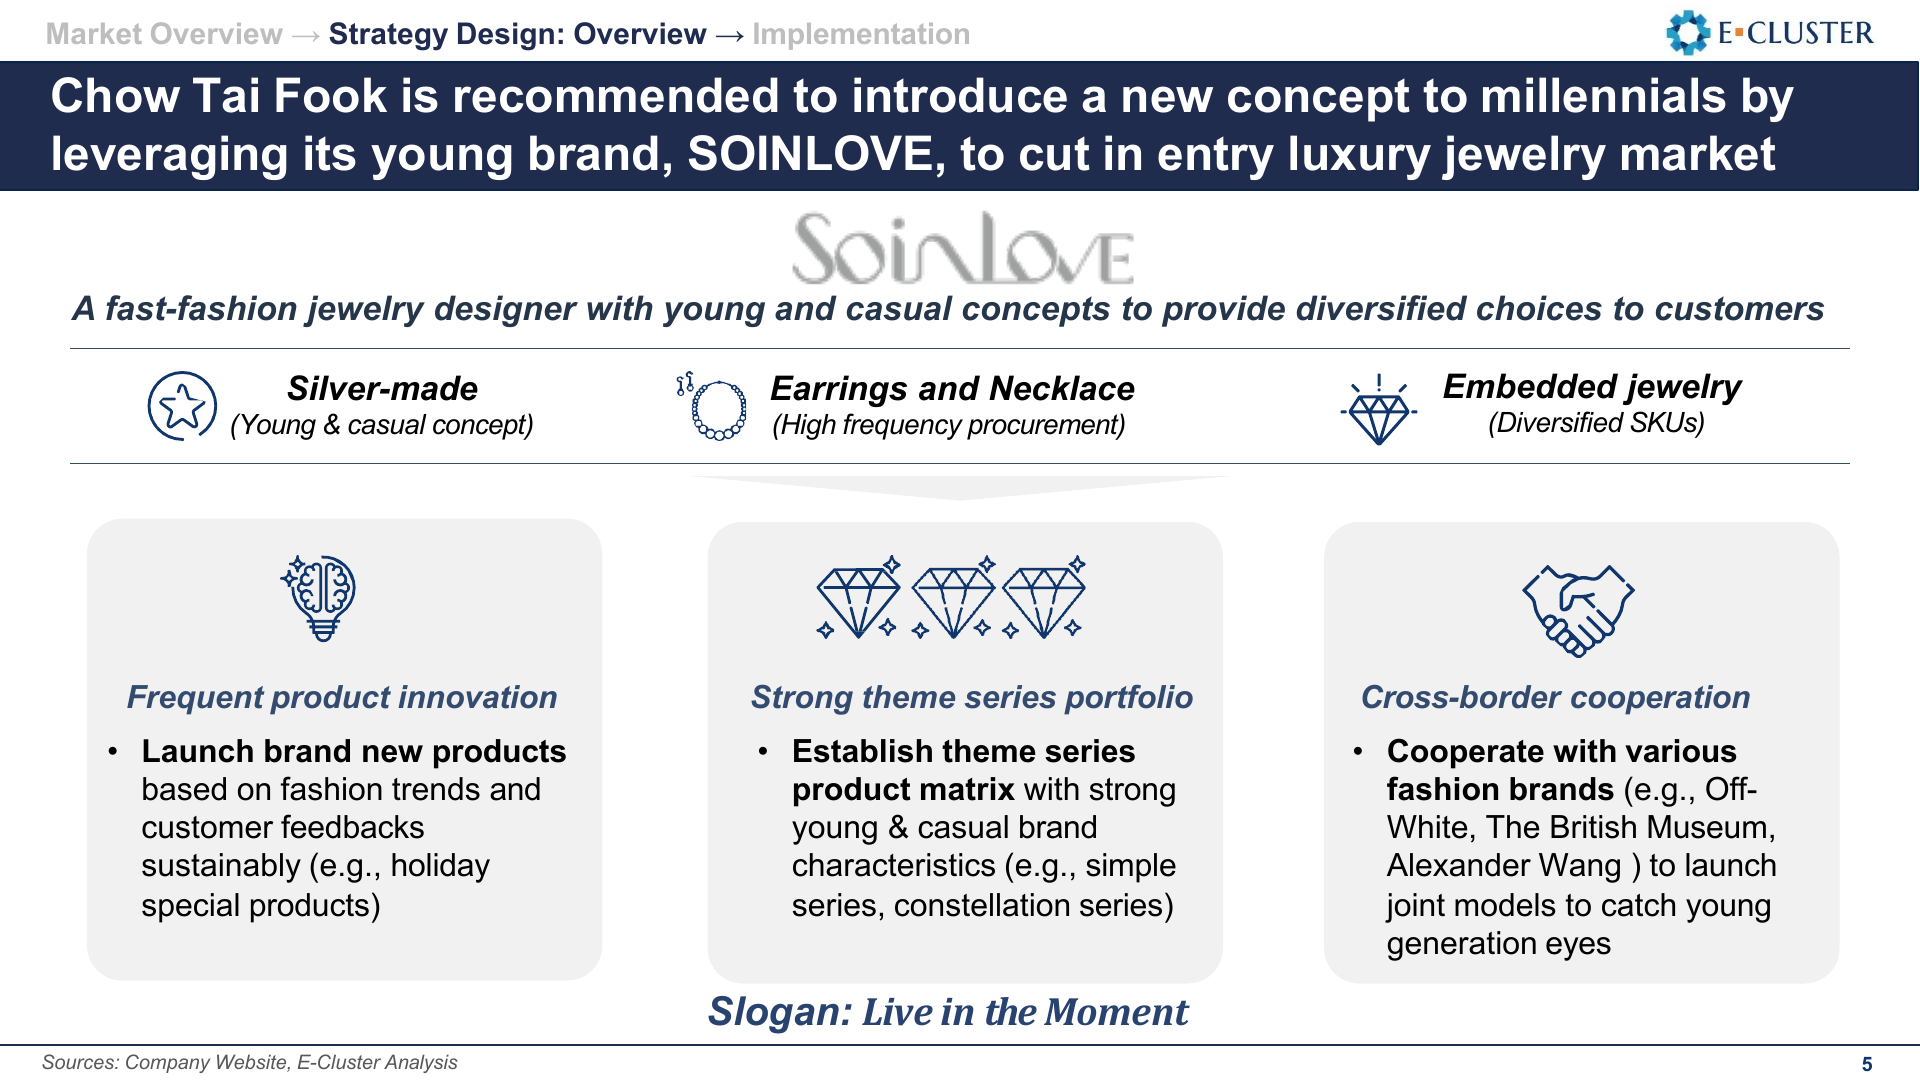 Market Overview → Strategy Design: Overview → Implementation
E▪CLUSTER
Chow Tai Fook is recommended to introduce a new concept to millennials by
leveraging its young brand, SOINLOVE, to cut in entry luxury jewelry market
SoinLovE
A fast-fashion jewelry designer with young and casual concepts to provide diversified choices to customers
Silver-made
(Young & casual concept)
Earrings and Necklace
(High frequency procurement)
Embedded jewelry
(Diversified SKUs)
Frequent product innovation
• Launch brand new products
based on fashion trends and
customer feedbacks
sustainably (e.g., holiday
special products)
Strong theme series portfolio
• Establish theme series
product matrix with strong
young & casual brand
characteristics (e.g., simple
series, constellation series)
Cross-border cooperation
• Cooperate with various
fashion brands (e.g., Off-
White, The British Museum,
Alexander Wang ) to launch
joint models to catch young
generation eyes
Slogan: Live in the Moment
Sources: Company Website, E-Cluster Analysis
5